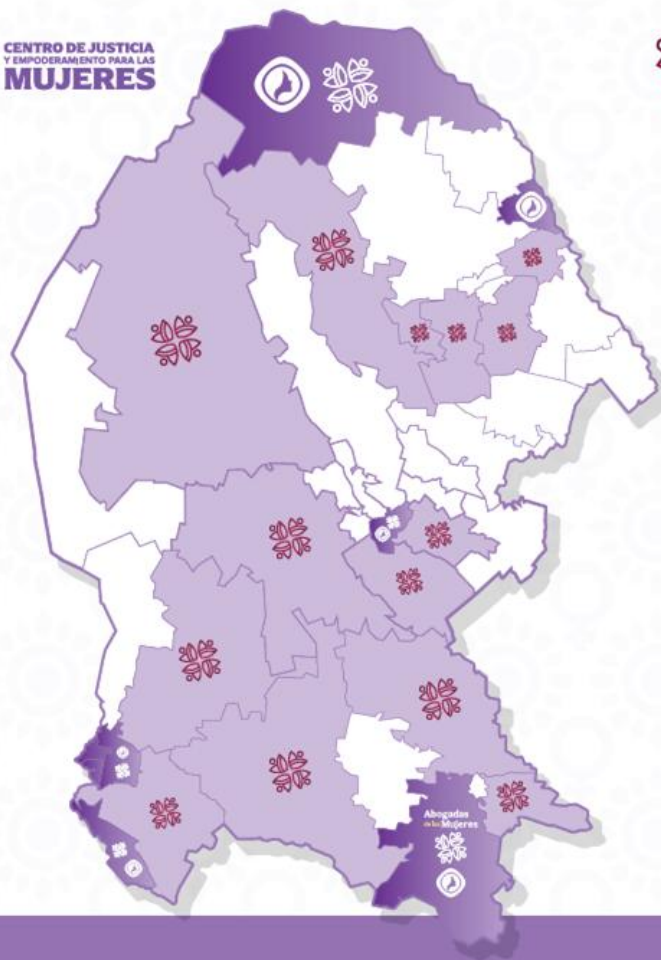 CENTRO DE JUSTICIA
Y EMPODERAMIENTO PARA LAS
MUJERES
Abogadas
de las Mujeres